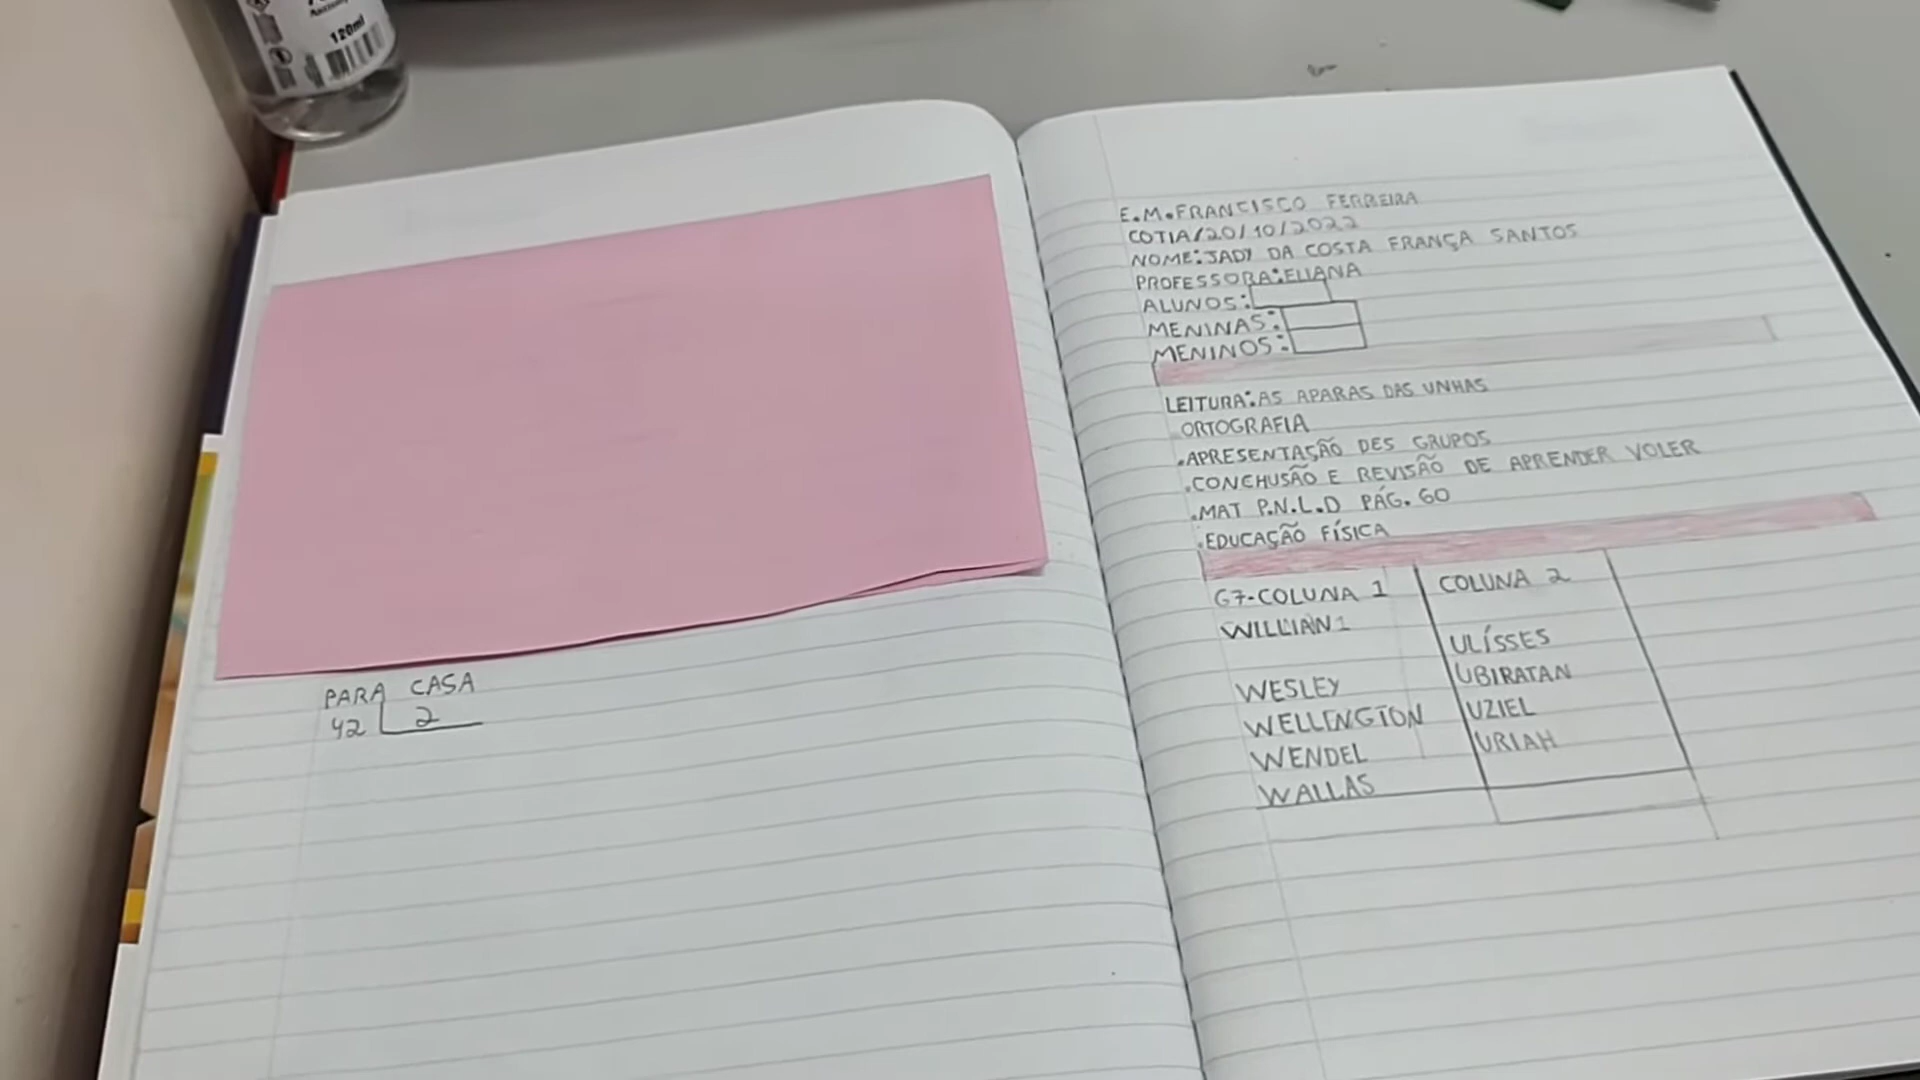 120ml
PARA CASA
42 2
E.M.FRANCISCO FERREIRA
COTIA/20/10/2022
NOME:JADY DA COSTA FRANÇA SANTOS
PROFESSORA:ELIANA
ALUNOS:
MENINAS:
MENINOS:
LEITURA:AS APARAS DAS UNHAS
.ORTOGRAFIA
.APRESENTAÇÃO DES GRUPOS
.CONCHUSÃO E REVISÃO DE APRENDER VOLER
.MAT P.N.L.D PÁG.60
.EDUCAÇÃO FÍSICA
G7-COLUNA 1
WILLIAN
WESLEY
WELLINGTON
WENDEL
WALLAS
COLUNA 2
ULÍSSES
UBIRATAN
UZIEL
URIAH